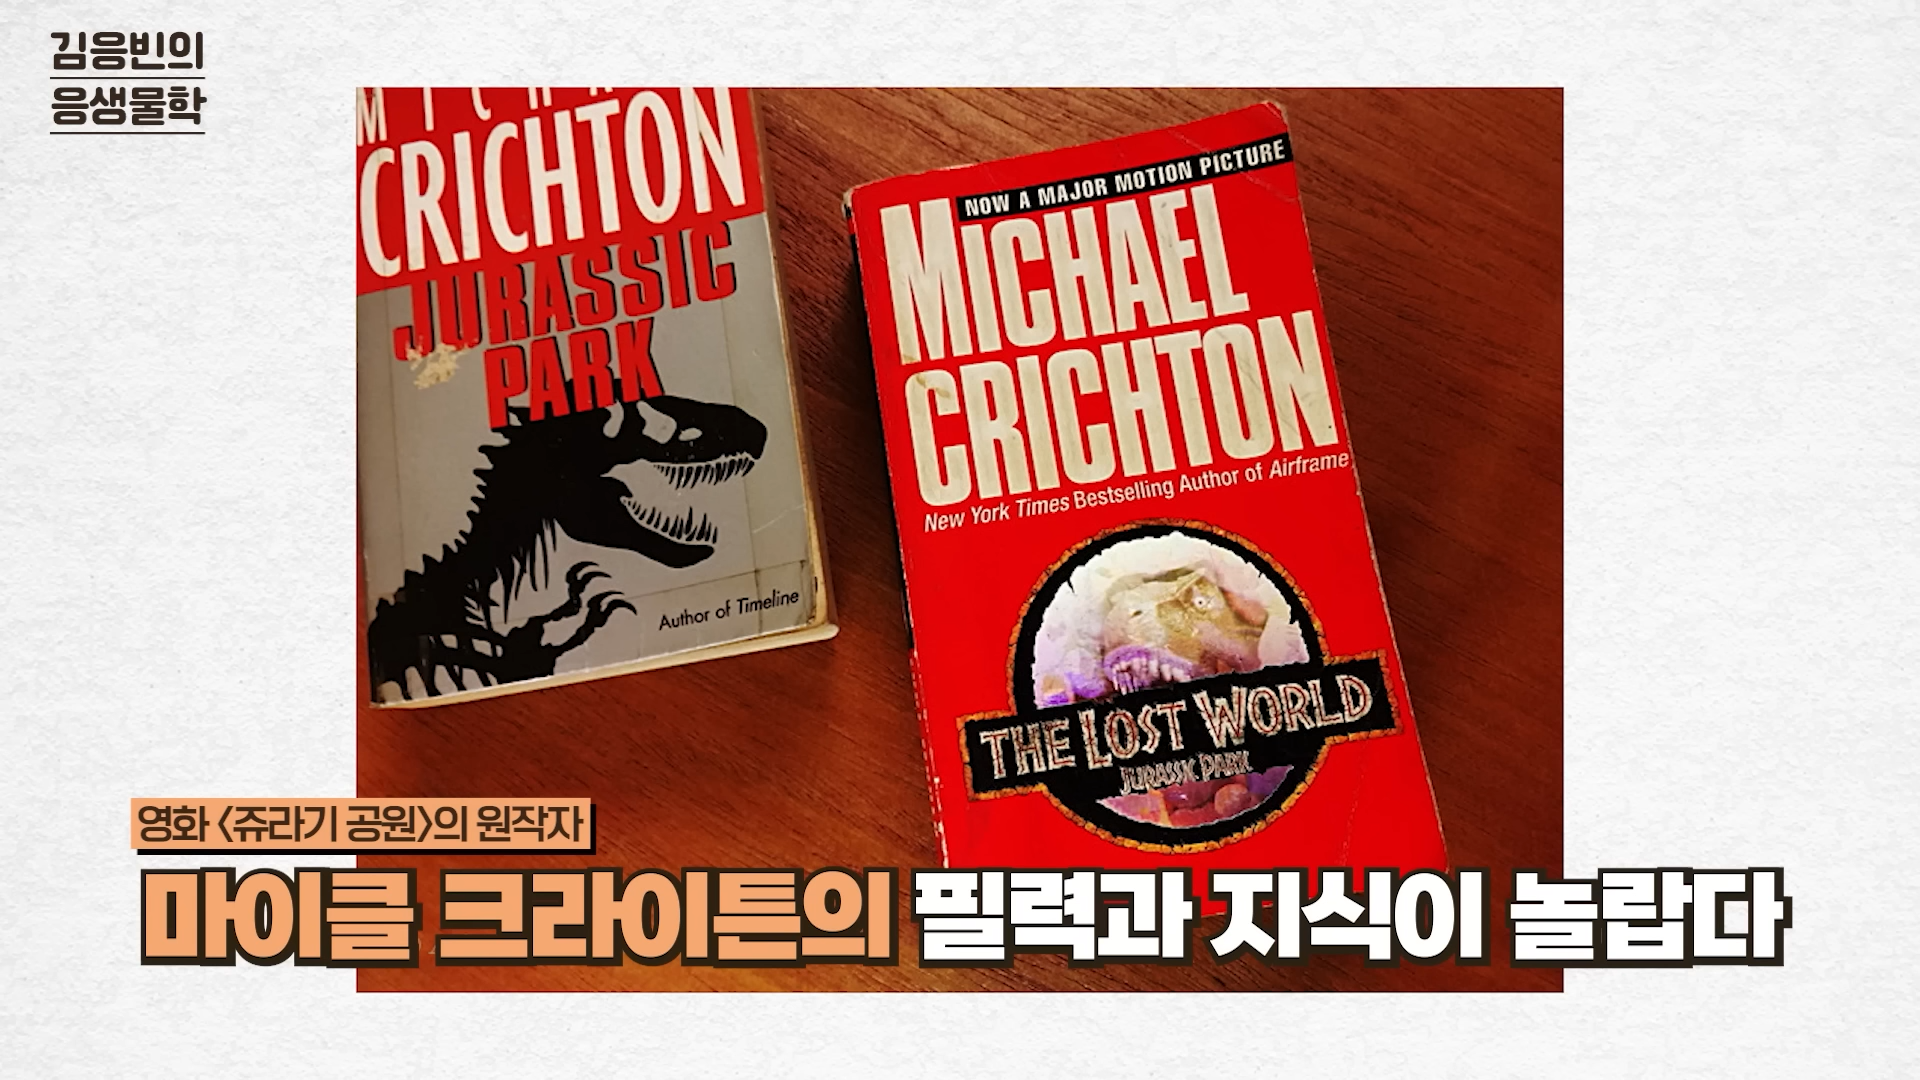 김응빈의
응생물학
CRICHTON
JURASSIC
PARK
Author of Timeline
NOW A MAJOR MOTION PICTURE
MICHAEL
CRICHTON
New York Times Bestselling Author of Airframe
THE LOST WORLD
JURASSIC PARK
영화 <쥬라기 공원>의 원작자
마이클 크라이튼의 필력과 지식이 놀랍다